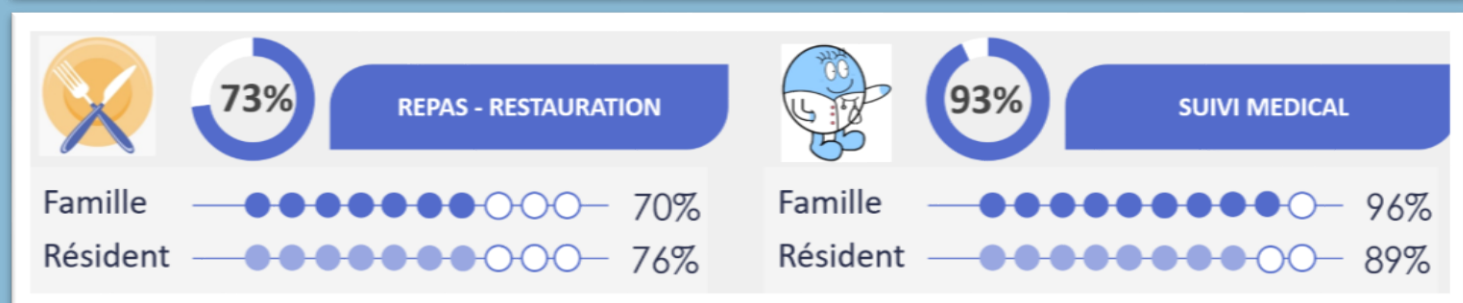 73%
REPAS - RESTAURATION
Famille 70%
Résident 76%
93%
SUIVI MEDICAL
Famille 96%
Résident 89%